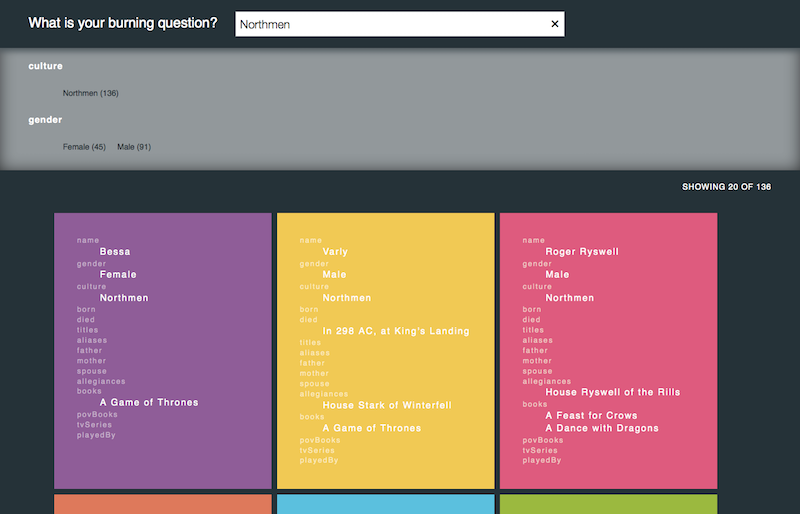 What is your burning question?
Northmen ×
culture
Northmen (136)
gender
Female (45) Male (91)
SHOWING 20 OF 136
name
Bessa
gender
Female
culture
Northmen
born
died
titles
aliases
father
mother
spouse
allegiances
books
A Game of Thrones
povBooks
tvSeries
playedBy
name
Varly
gender
Male
culture
Northmen
born
died
In 298 AC, at King's Landing
titles
aliases
father
mother
spouse
allegiances
House Stark of Winterfell
books
A Game of Thrones
povBooks
tvSeries
playedBy
name
Roger Ryswell
gender
Male
culture
Northmen
born
died
titles
aliases
father
mother
spouse
allegiances
House Ryswell of the Rills
books
A Feast for Crows
A Dance with Dragons
povBooks
tvSeries
playedBy